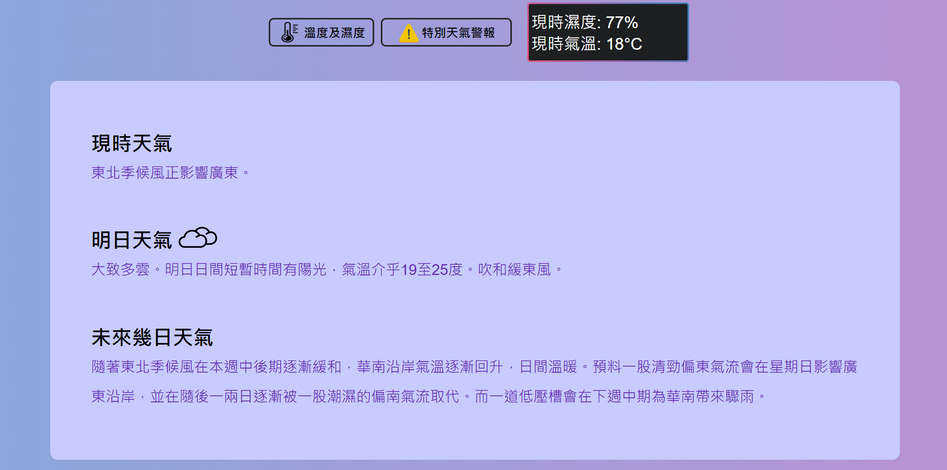 溫度及濕度
特別天氣警報
現時濕度: 77%
現時氣溫: 18°C
現時天氣
東北季候風正影響廣東。
明日天氣
大致多雲。明日日間短暫時間有陽光，氣溫介乎19至25度。吹和緩東風。
未來幾日天氣
隨著東北季候風在本週中後期逐漸緩和，華南沿岸氣溫逐漸回升，日間溫暖。預料一股清勁偏東氣流會在星期日影響廣
東沿岸，並在隨後一兩日逐漸被一股潮濕的偏南氣流取代。而一道低壓槽會在下週中期為華南帶來驟雨。